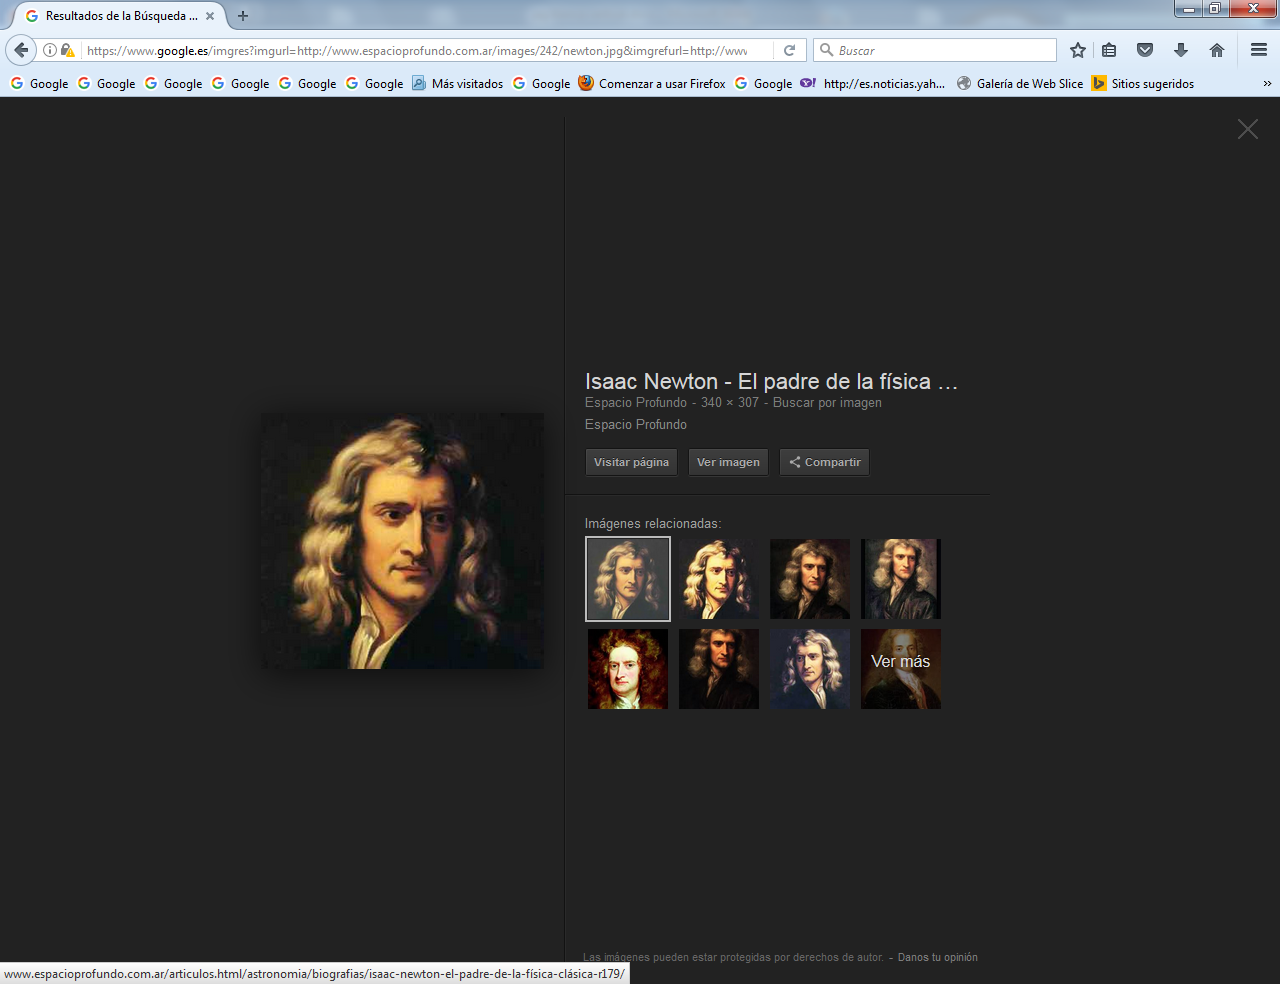 Resultados de la Búsqueda ...
https://www.google.es/imgres?imgurl=http://www.espacioprofundo.com.ar/images/242/newton.jpg&imgrefurl=http://www
Buscar
Google Google Google Google Google Google Más visitados Google Comenzar a usar Firefox Google http://es.noticias.yah... Galería de Web Slice Sitios sugeridos »
Isaac Newton - El padre de la física ...
Espacio Profundo - 340 × 307 - Buscar por imagen
Espacio Profundo
Visitar página Ver imagen Compartir
Imágenes relacionadas:
Ver más
Las imágenes pueden estar protegidas por derechos de autor. - Danos tu opinión
www.espacioprofundo.com.ar/articulos.html/astronomia/biografias/isaac-newton-el-padre-de-la-física-clásica-r179/